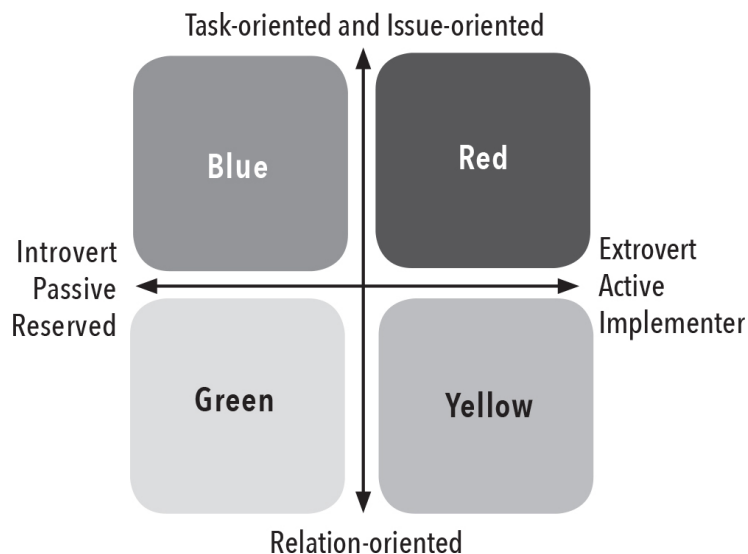 Task-oriented and Issue-oriented
Blue
Red
Introvert
Passive
Reserved
Extrovert
Active
Implementer
Green
Yellow
Relation-oriented